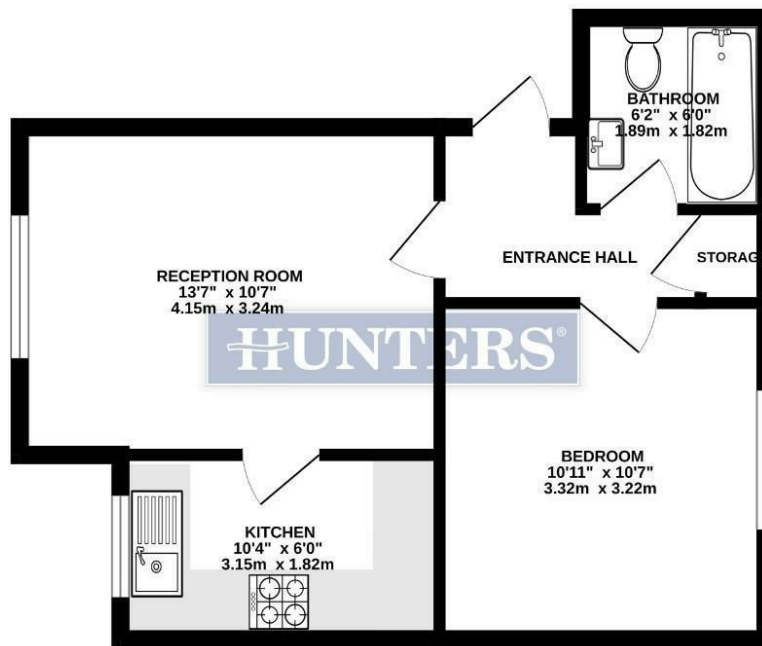 BATHROOM
6'2" x 6'0"
1.89m x 1.82m
RECEPTION ROOM
13'7" x 10'7"
4.15m x 3.24m
ENTRANCE HALL
STORAG
HUNTERS®
BEDROOM
10'11" x 10'7"
3.32m x 3.22m
KITCHEN
10'4" x 6'0"
3.15m x 1.82m